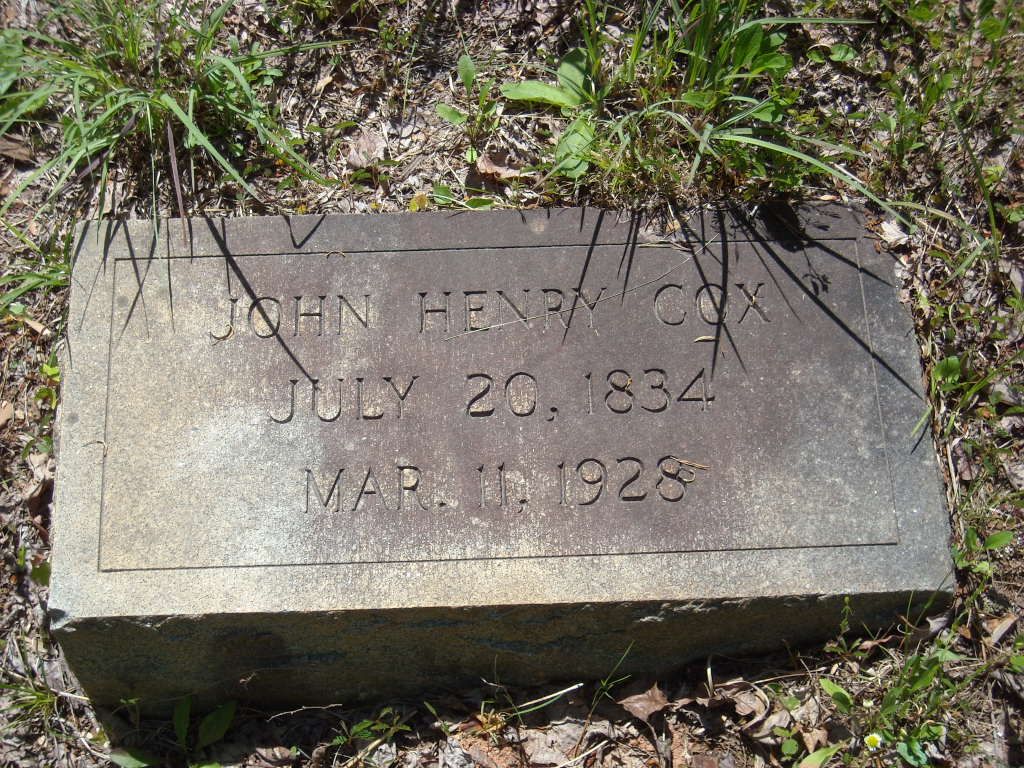 JOHN HENRY COX
JULY 20, 1834
MAR. 11, 1928